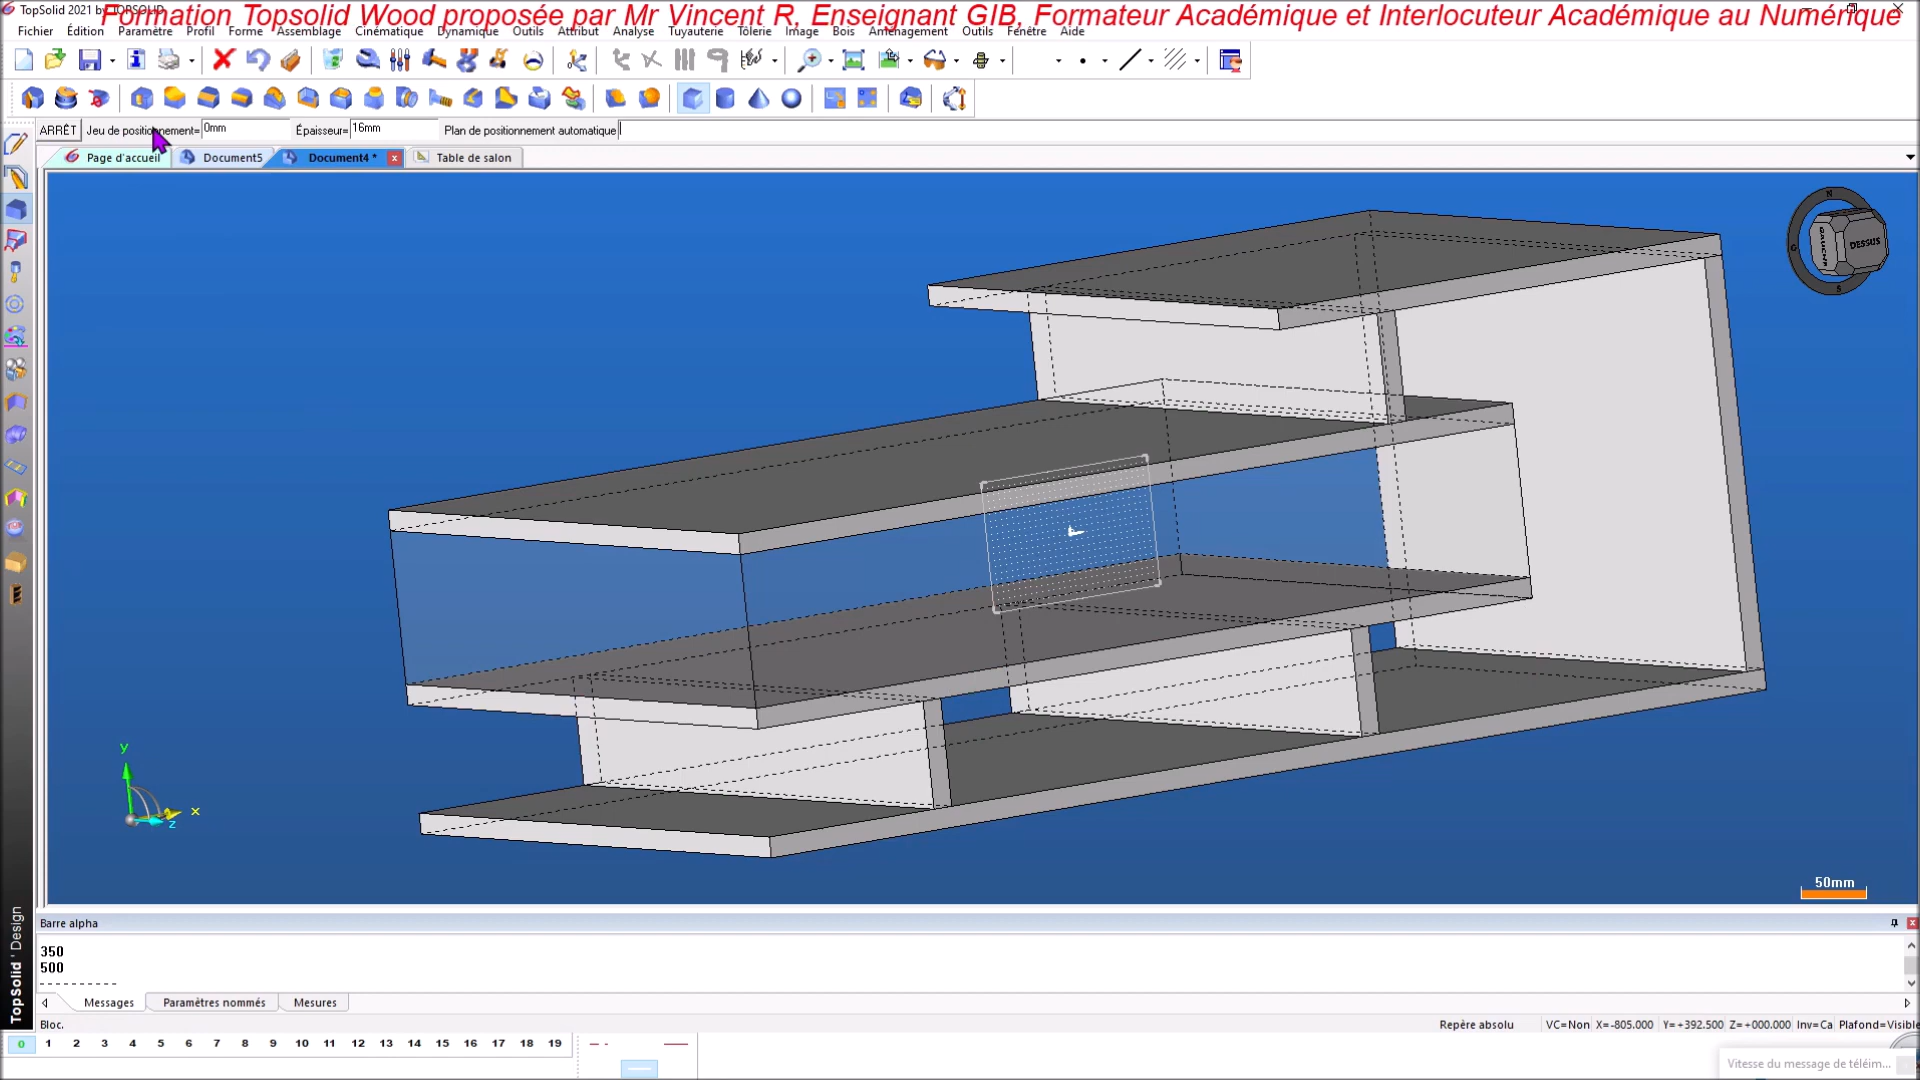 TopSolid 2021 by TOPSOLID
Formation Topsolid Wood proposée par Mr Vincent R, Enseignant GIB, Formateur Académique et Interlocuteur Académique au Numérique
Fichier Édition Paramètre Profil Forme Assemblage Cinématique Dynamique Outils Attribut Analyse Tuyauterie Tôlerie Image Bois Aménagement Outils Fenêtre Aide
ARRÊT Jeu de positionnement= 0mm Épaisseur= 16mm Plan de positionnement automatique
Page d'accueil Document5 Document4 * Table de salon
N
DESSUS
GAUCHE
G
S
y
x
z
50mm
TopSolid'Design
Barre alpha
350
500
--------------
Messages Paramètres nommés Mesures
Bloc. Repère absolu VC=Non X=-805.000 Y=+392.500 Z=+000.000 Inv=Ca Plafond=Visible
0 1 2 3 4 5 6 7 8 9 10 11 12 13 14 15 16 17 18 19
Vitesse du message de téléim...